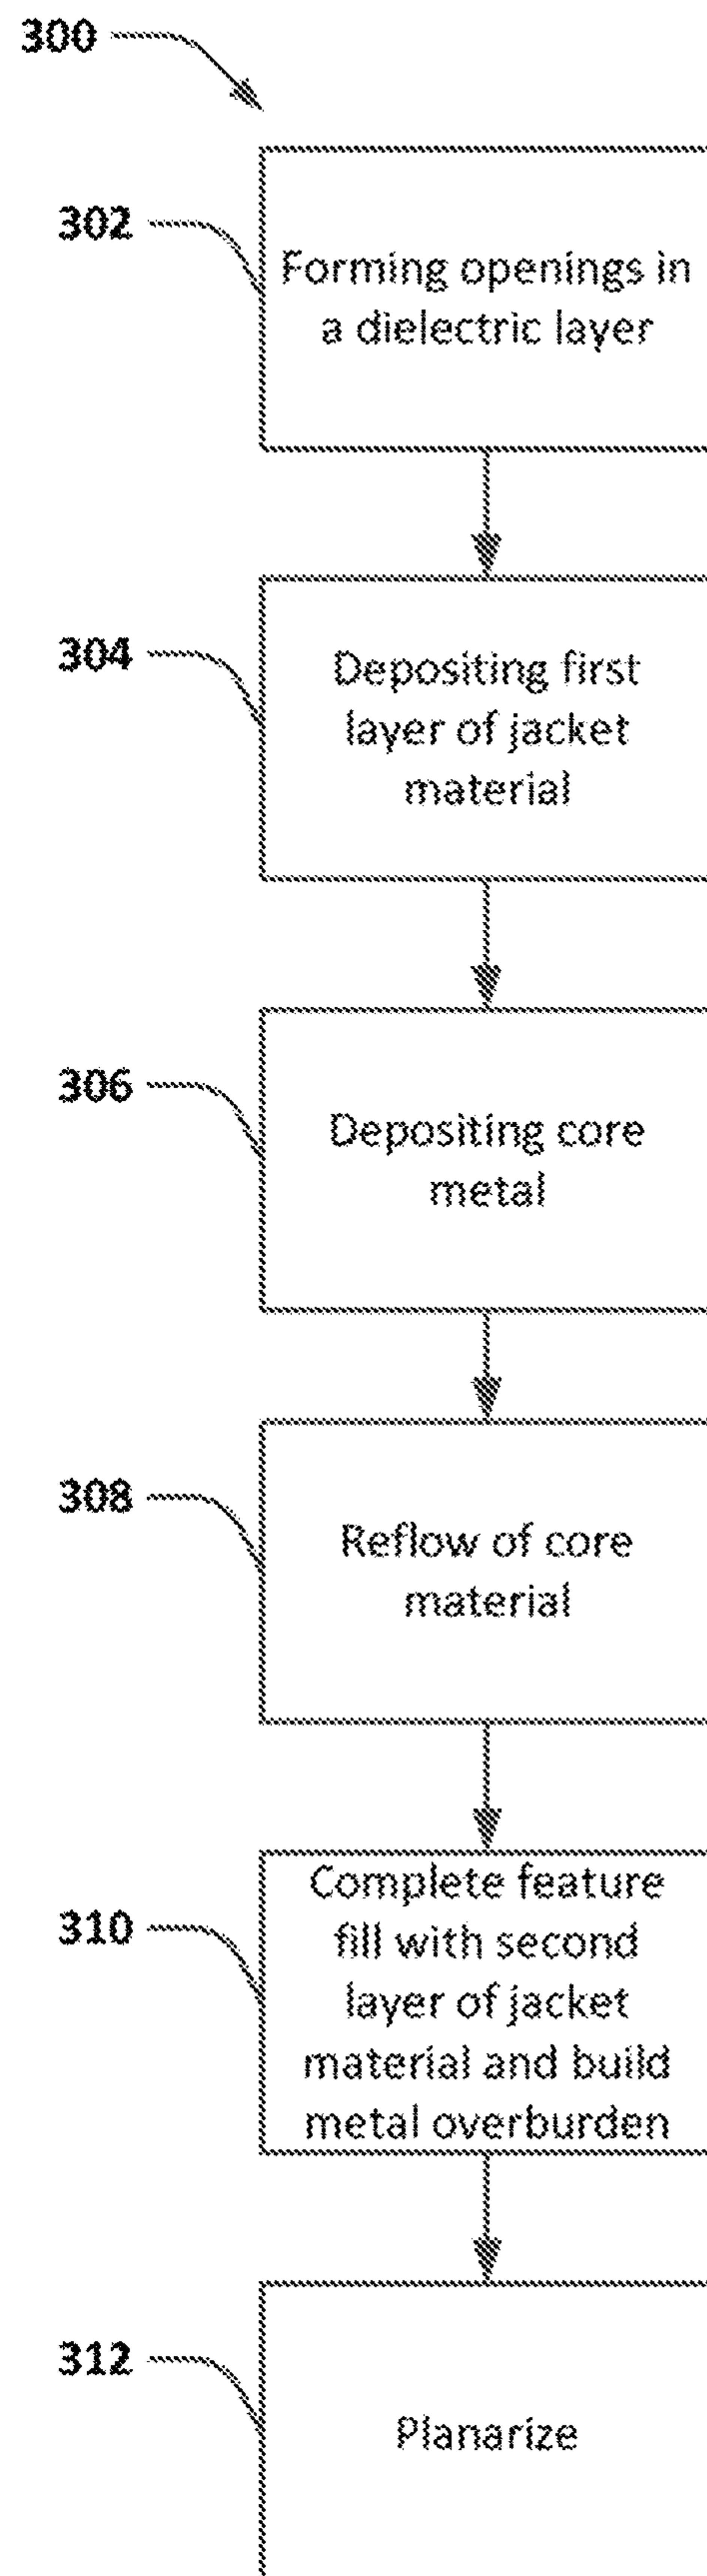 300
302
Forming openings in
a dielectric layer
304
Depositing first
layer of jacket
material
306
Depositing core
metal
308
Reflow of core
material
310
Complete feature
fill with second
layer of jacket
material and build
metal overburden
312
Planarize